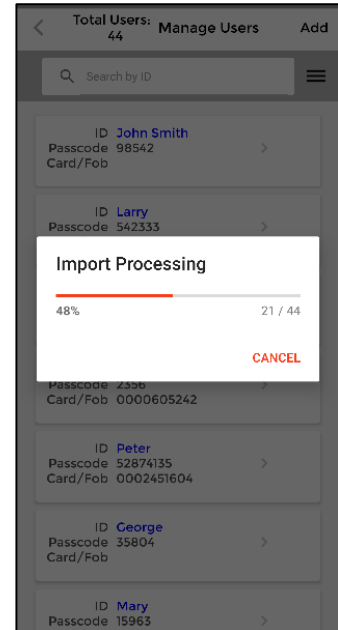 Total Users:
44
Manage Users
Add
Search by ID
ID John Smith
Passcode 98542
Card/Fob
ID Larry
Passcode 542333
Import Processing
48% 21 / 44
CANCEL
Passcode 2356
Card/Fob 0000605242
ID Peter
Passcode 52874135
Card/Fob 0002451604
ID George
Passcode 35804
Card/Fob
ID Mary
Passcode 15963